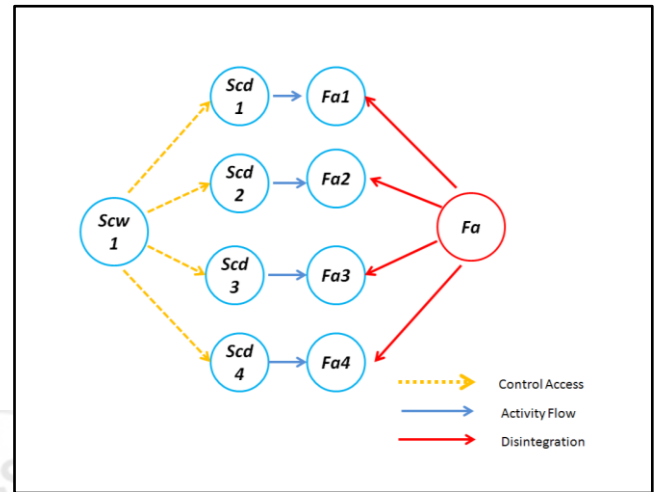 Scd
1
Fa1
Scd
2
Fa2
Scw
1
Fa
Scd
3
Fa3
Scd
4
Fa4
Control Access
Activity Flow
Disintegration